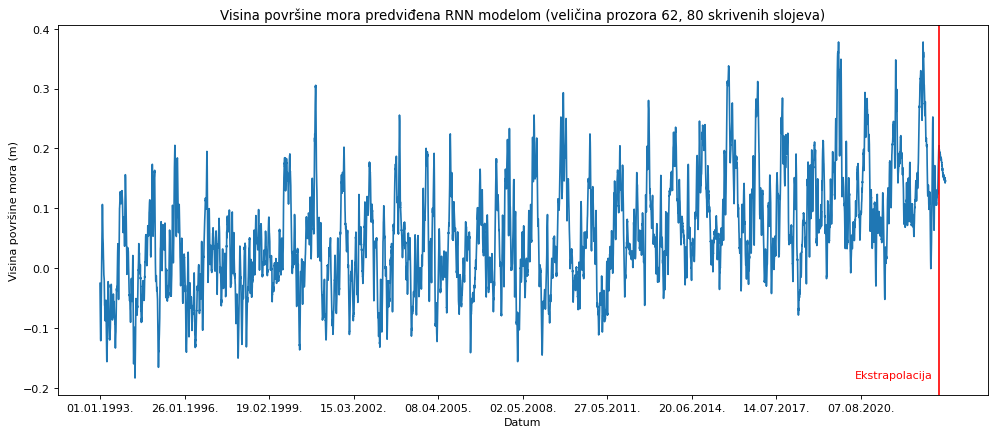 Visina površine mora predviđena RNN modelom (veličina prozora 62, 80 skrivenih slojeva)
0.4
0.3
0.2
0.1
0.0
−0.1
−0.2
Visina površine mora (m)
Ekstrapolacija
01.01.1993. 26.01.1996. 19.02.1999. 15.03.2002. 08.04.2005. 02.05.2008. 27.05.2011. 20.06.2014. 14.07.2017. 07.08.2020.
Datum